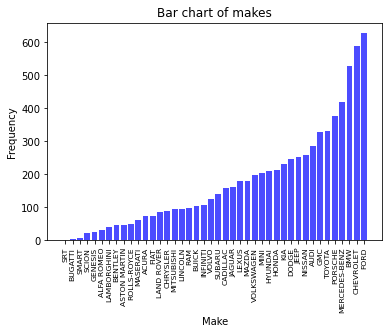 Bar chart of makes
Frequency
600
500
400
300
200
100
0
SRT
BUGATTI
SMART
SCION
GENESIS
ALFA ROMEO
LAMBORGHINI
BENTLEY
ASTON MARTIN
ROLLS-ROYCE
MASERATI
ACURA
FIAT
LAND ROVER
CHRYSLER
MITSUBISHI
LINCOLN
RAM
BUICK
INFINITI
VOLVO
SUBARU
CADILLAC
JAGUAR
LEXUS
MAZDA
VOLKSWAGEN
MINI
HYUNDAI
HONDA
KIA
DODGE
JEEP
NISSAN
AUDI
GMC
TOYOTA
PORSCHE
MERCEDES-BENZ
BMW
CHEVROLET
FORD
Make